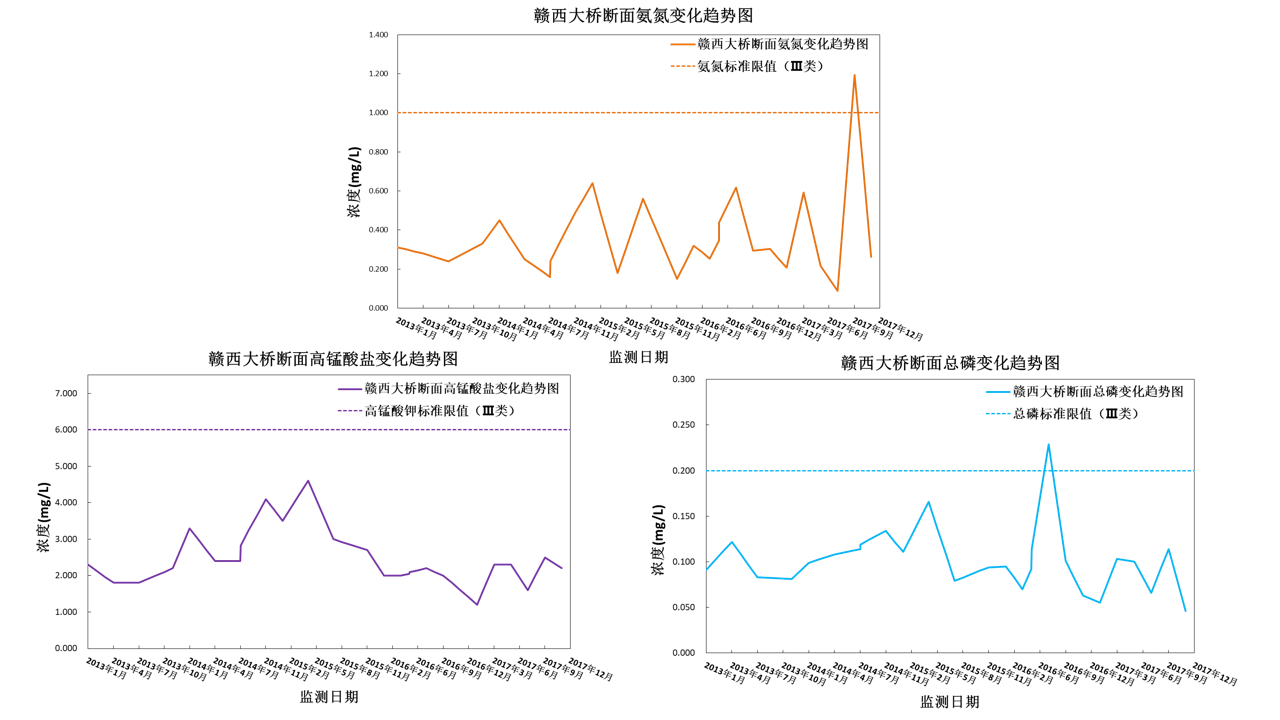 赣西大桥断面氨氮变化趋势图
赣西大桥断面氨氮变化趋势图
氨氮标准限值（Ⅲ类）
1.400
1.200
1.000
0.800
0.600
0.400
0.200
0.000
浓度(mg/L)
2013年1月
2013年4月
2013年7月
2013年10月
2014年1月
2014年4月
2014年7月
2014年11月
2015年2月
2015年5月
2015年8月
2015年11月
2016年2月
2016年6月
2016年9月
2016年12月
2017年3月
2017年6月
2017年9月
2017年12月
监测日期
赣西大桥断面高锰酸盐变化趋势图
赣西大桥断面高锰酸盐变化趋势图
高锰酸钾标准限值（Ⅲ类）
7.000
6.000
5.000
4.000
3.000
2.000
1.000
0.000
浓度(mg/L)
2013年1月
2013年4月
2013年7月
2013年10月
2014年1月
2014年4月
2014年7月
2014年11月
2015年2月
2015年5月
2015年8月
2015年11月
2016年2月
2016年6月
2016年9月
2016年12月
2017年3月
2017年6月
2017年9月
2017年12月
监测日期
赣西大桥断面总磷变化趋势图
赣西大桥断面总磷变化趋势图
总磷标准限值（Ⅲ类）
0.300
0.250
0.200
0.150
0.100
0.050
0.000
浓度(mg/L)
2013年1月
2013年4月
2013年7月
2013年10月
2014年1月
2014年4月
2014年7月
2014年11月
2015年2月
2015年5月
2015年8月
2015年11月
2016年2月
2016年6月
2016年9月
2016年12月
2017年3月
2017年6月
2017年9月
2017年12月
监测日期